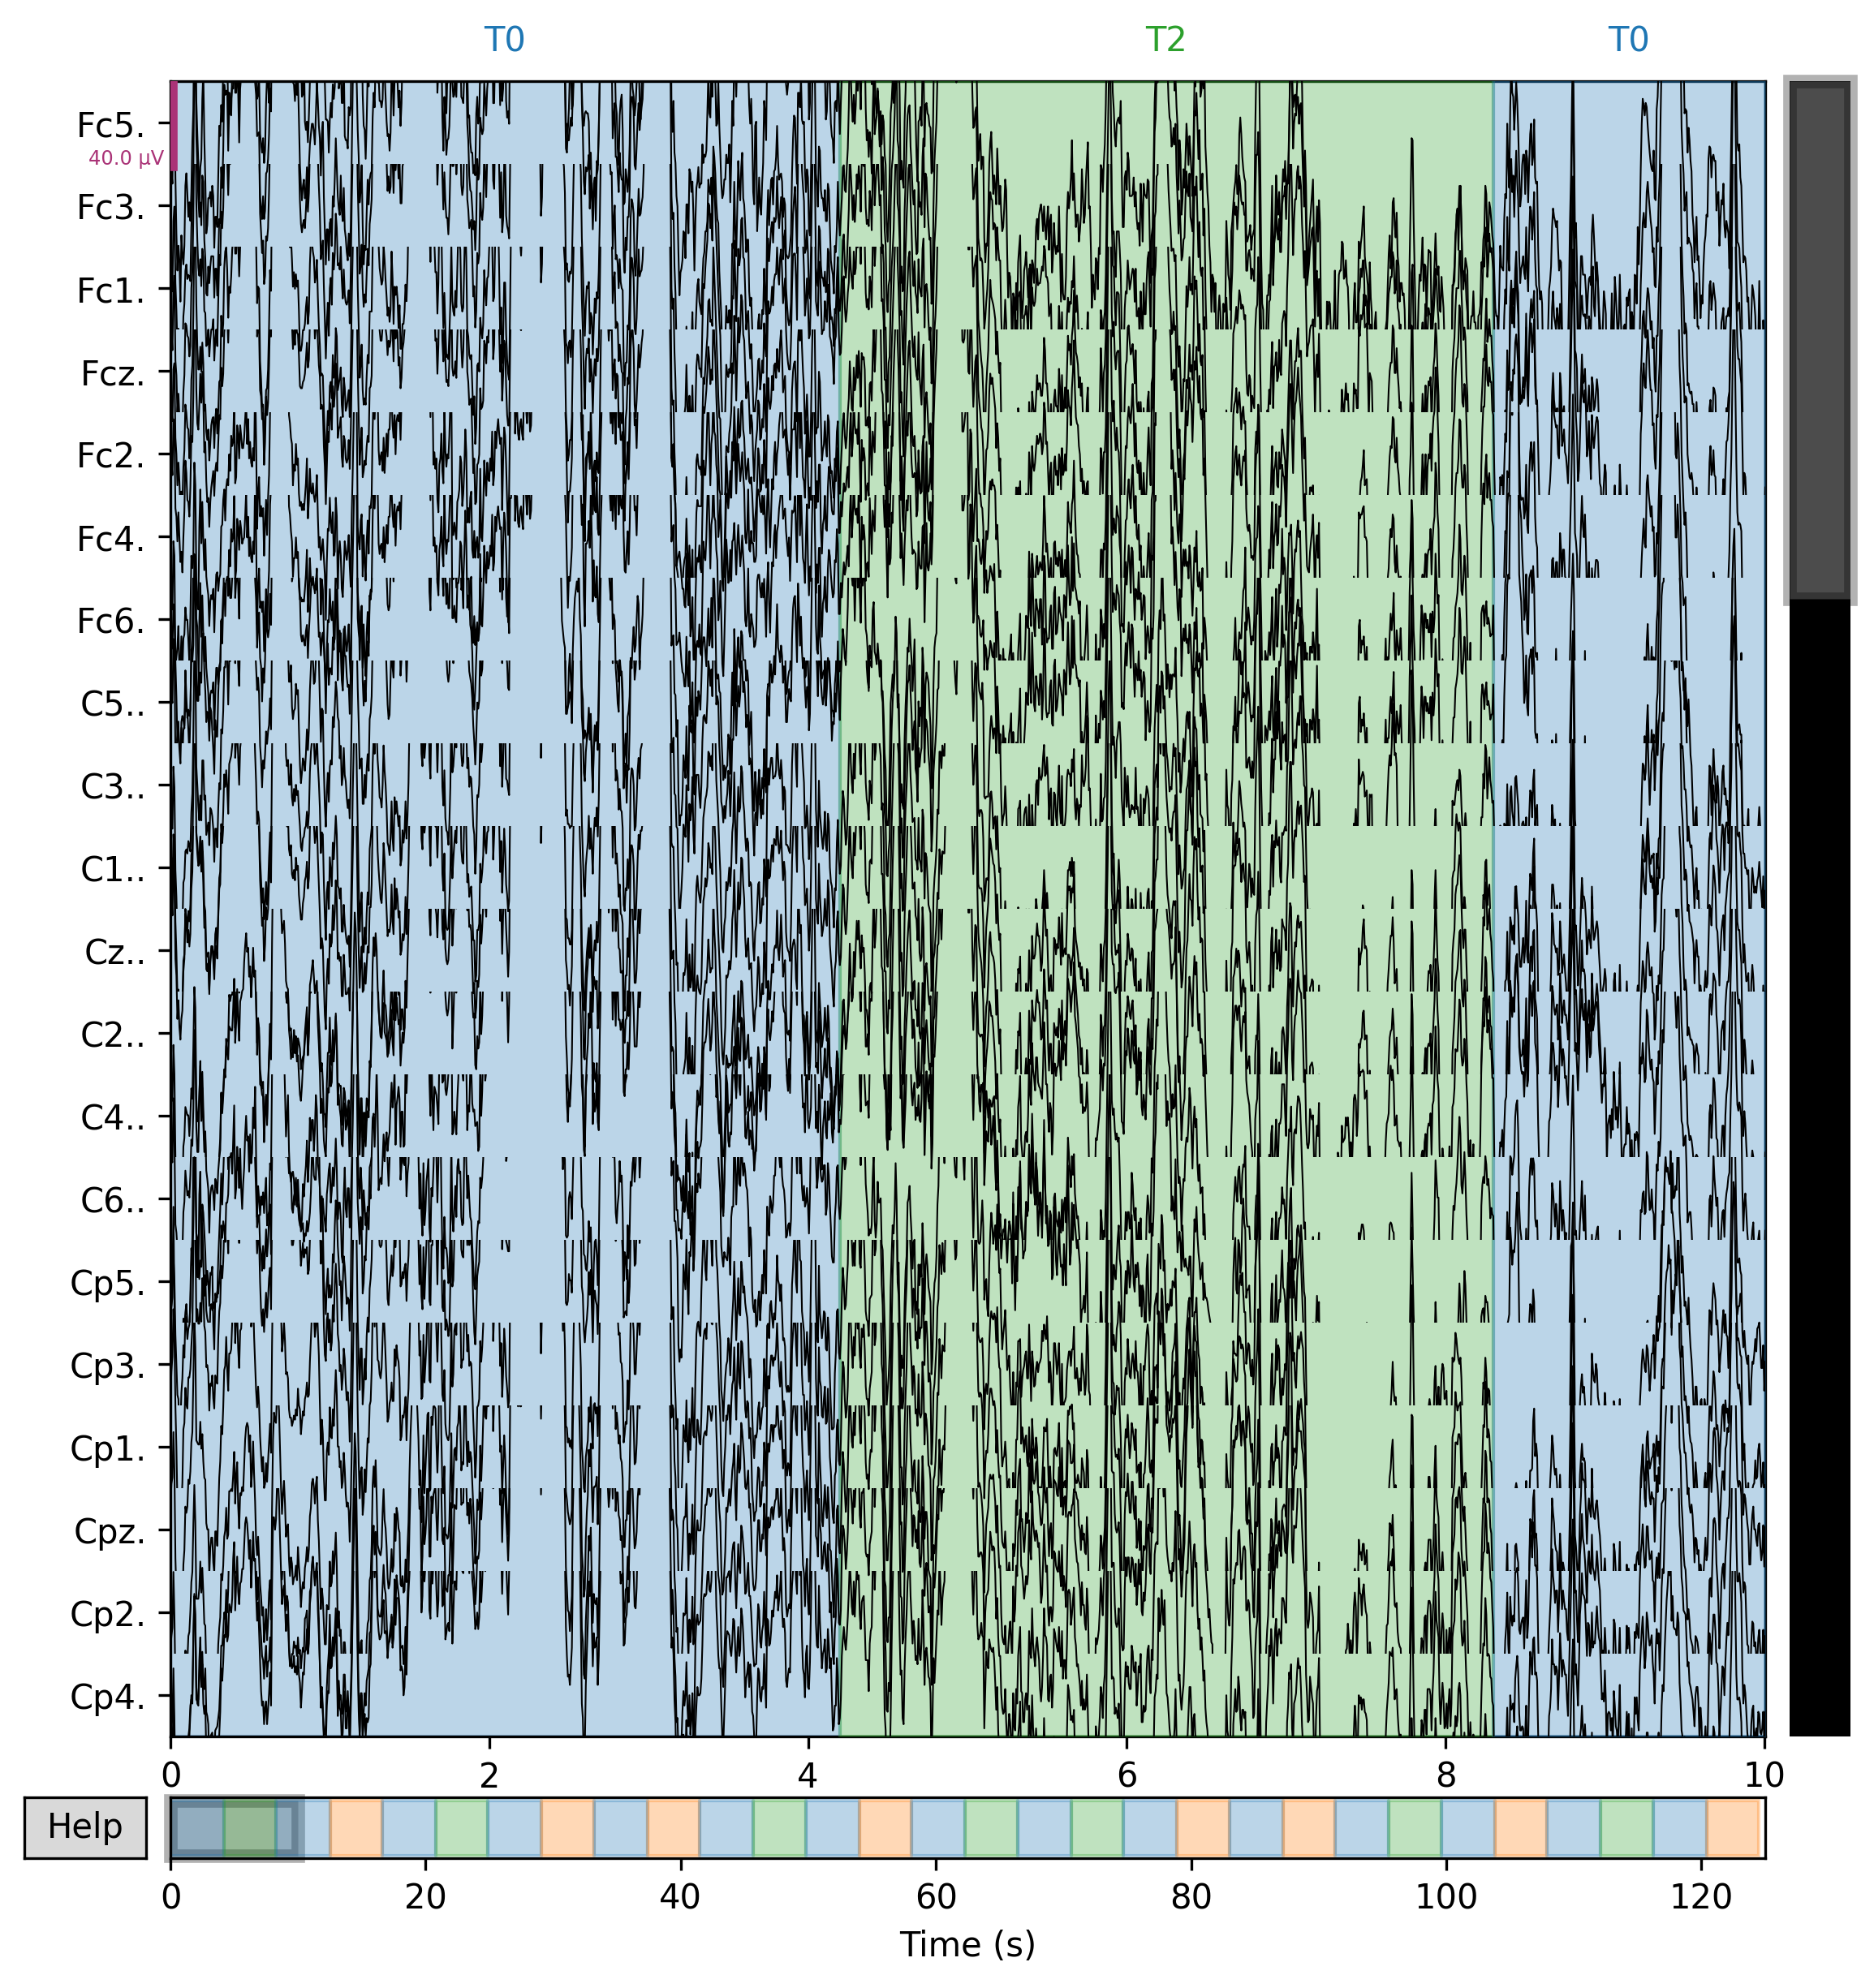 T0 T2 T0
Fc5.
40.0 µV
Fc3.
Fc1.
Fcz.
Fc2.
Fc4.
Fc6.
C5..
C3..
C1..
Cz..
C2..
C4..
C6..
Cp5.
Cp3.
Cp1.
Cpz.
Cp2.
Cp4.
0 2 4 6 8 10
Help
0 20 40 60 80 100 120
Time (s)